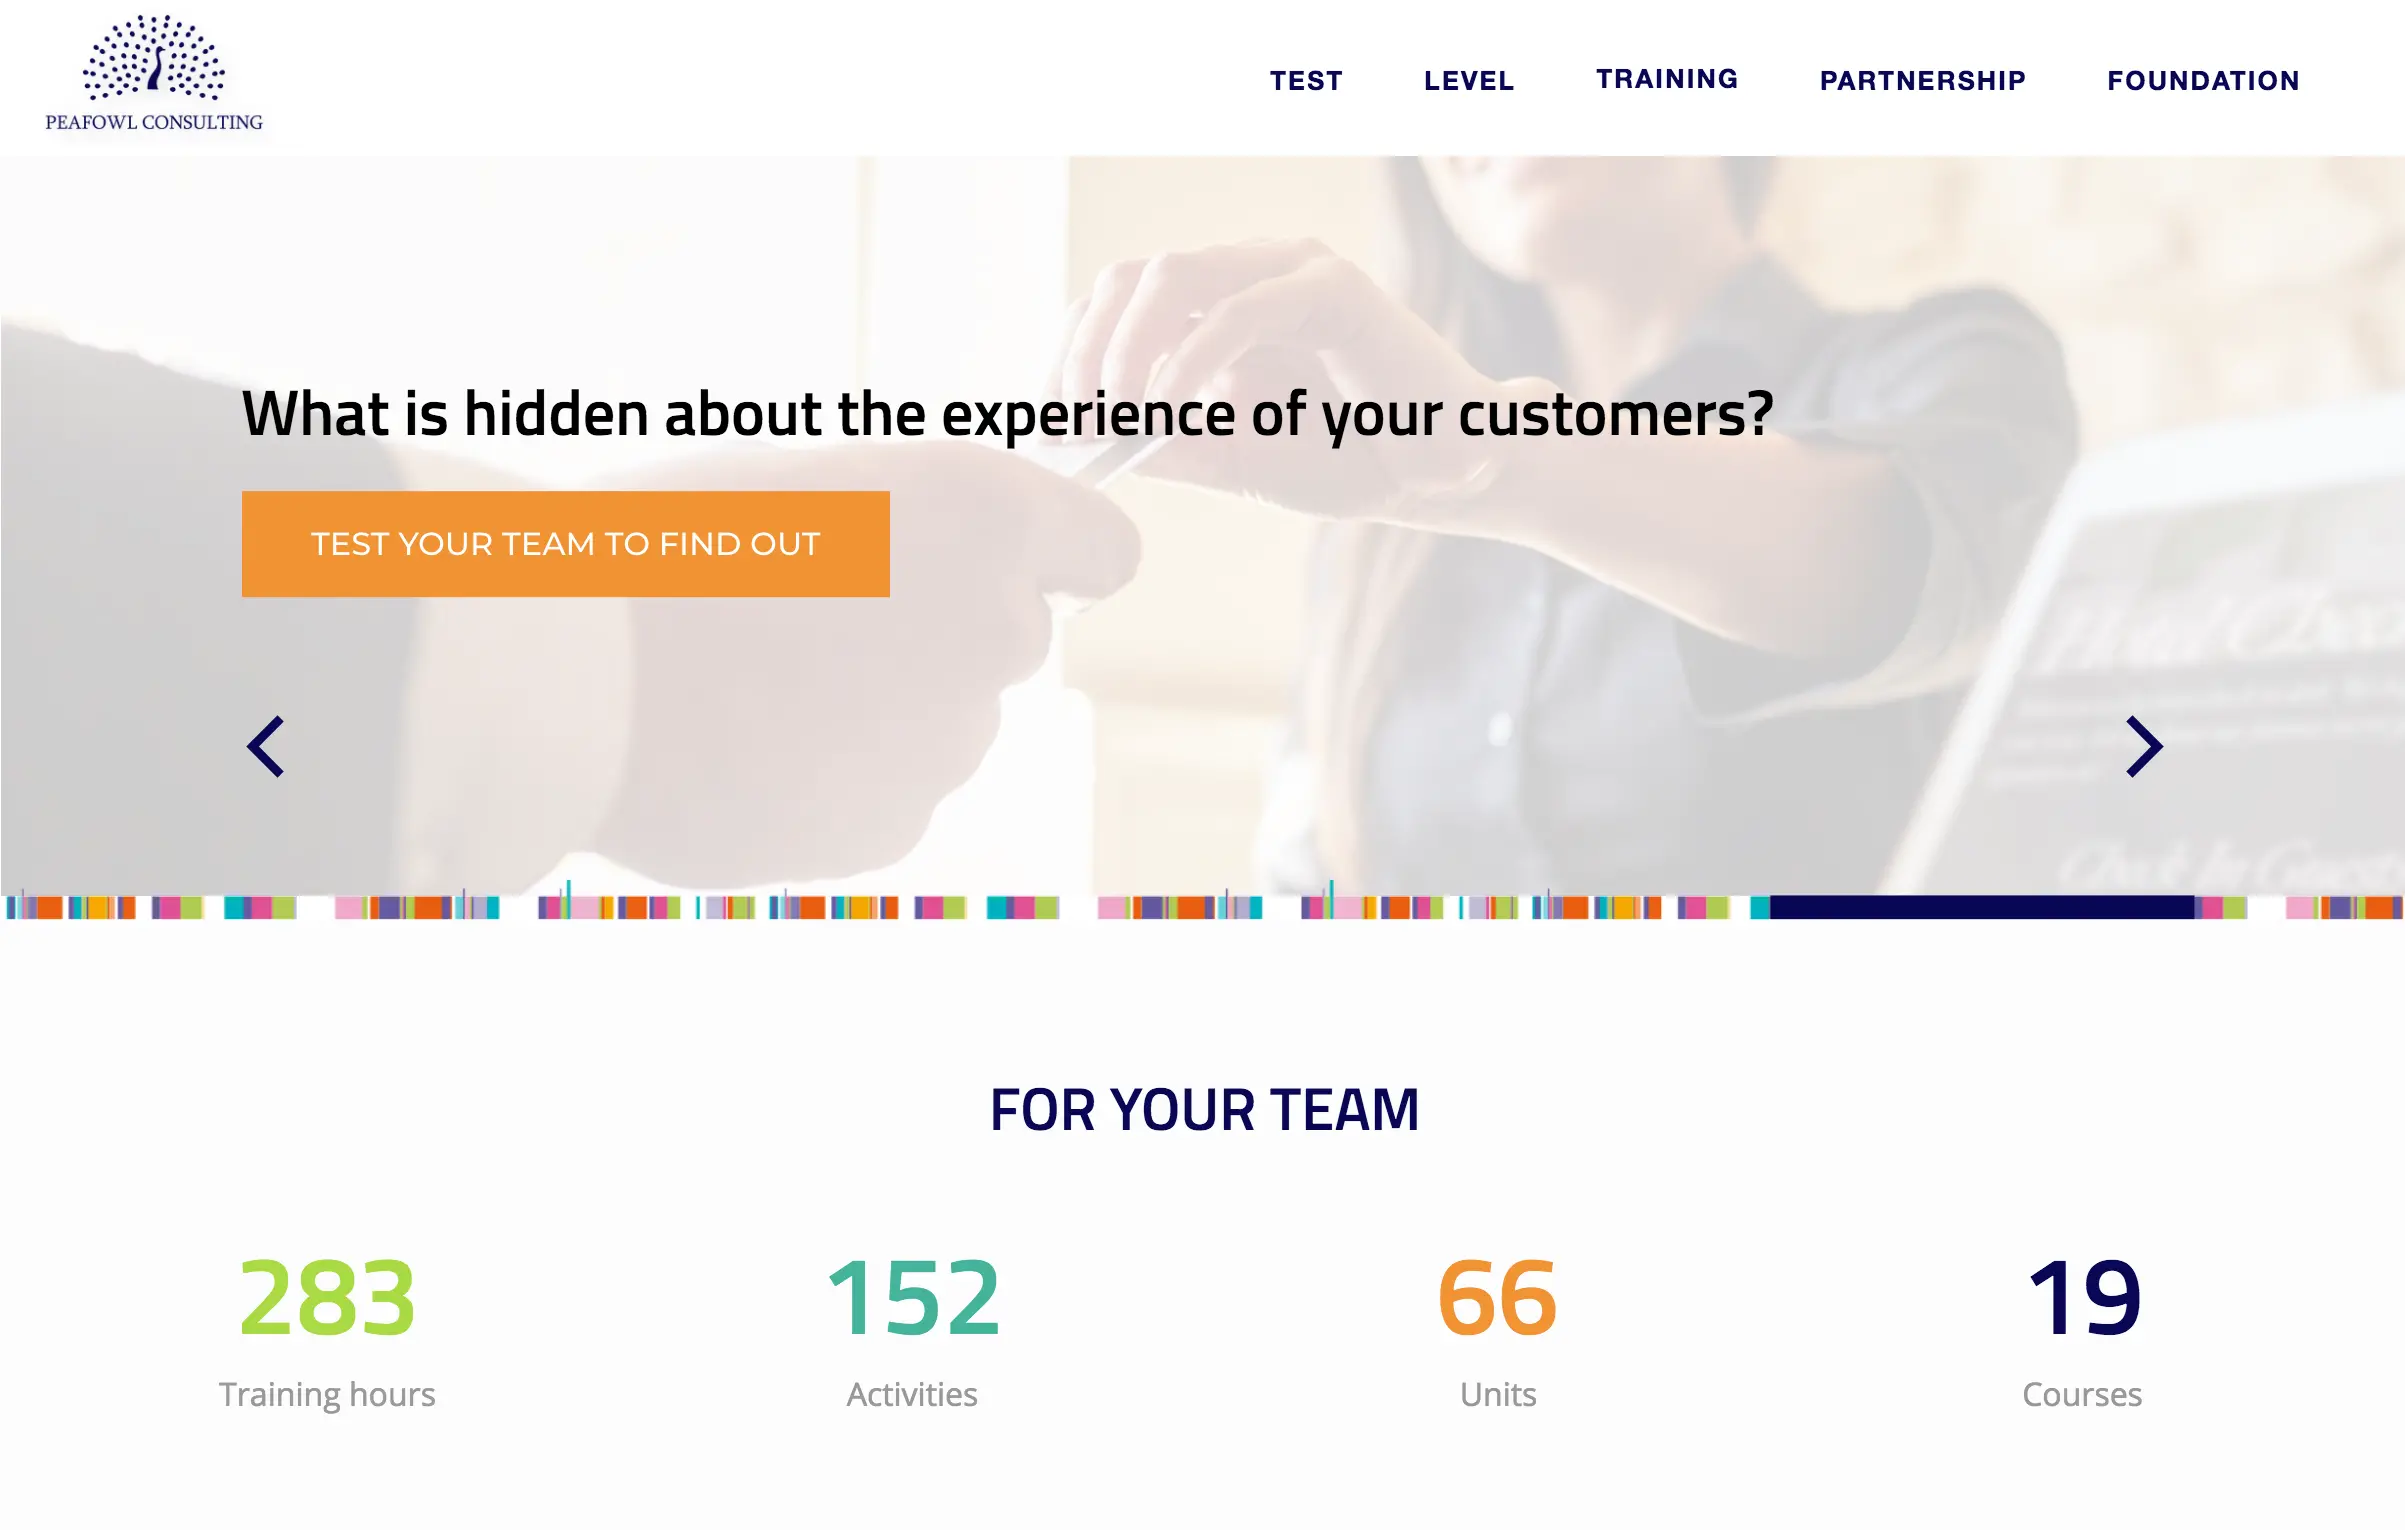 PEAFOWL CONSULTING
TEST
LEVEL
TRAINING
PARTNERSHIP
FOUNDATION
What is hidden about the experience of your customers?
TEST YOUR TEAM TO FIND OUT
FOR YOUR TEAM
283
152
66
19
Training hours
Activities
Units
Courses